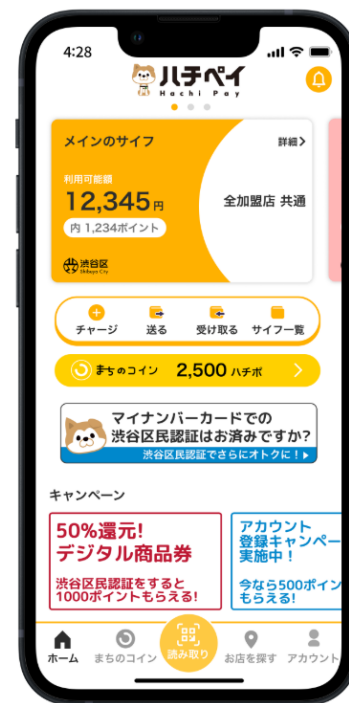 4:28
ハチペイ
Hachi Pay
メインのサイフ
詳細>
利用可能額
12,345円
全加盟店 共通
内 1,234ポイント
渋谷区
Shibuya City
チャージ 送る 受け取る サイフ一覧
まちのコイン 2,500 ハチポ
マイナンバーカードでの
渋谷区民認証はお済みですか?
渋谷区民認証でさらにオトクに!▶
キャンペーン
50%還元!
デジタル商品券
渋谷区民認証をすると
1000ポイントもらえる!
アカウント
登録キャンペー
実施中!
今なら500ポイン
もらえる!
ホーム まちのコイン 読み取り お店を探す アカウント